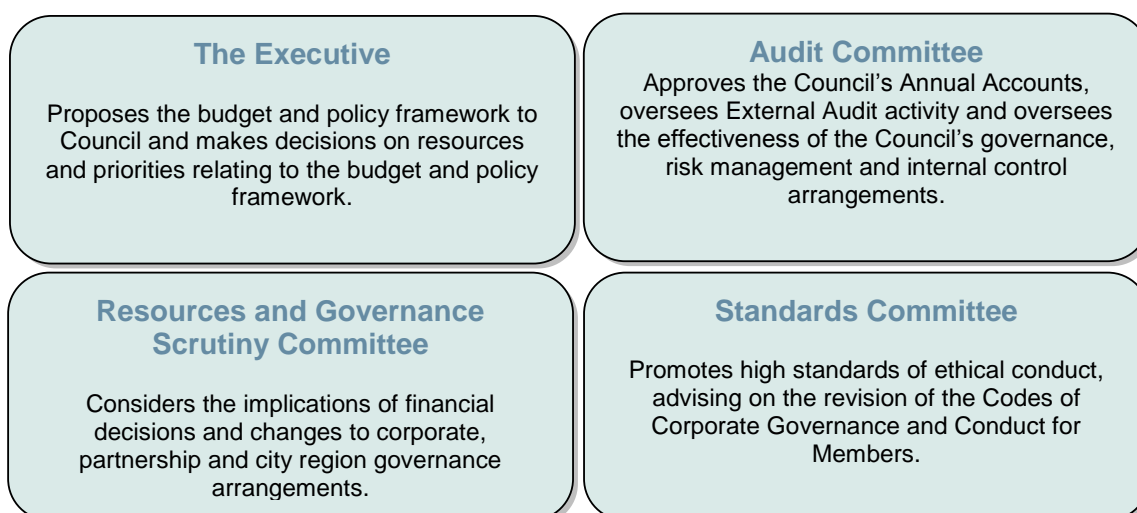 The Executive
Proposes the budget and policy framework to
Council and makes decisions on resources
and priorities relating to the budget and policy
framework.
Audit Committee
Approves the Council’s Annual Accounts,
oversees External Audit activity and oversees
the effectiveness of the Council’s governance,
risk management and internal control
arrangements.
Resources and Governance
Scrutiny Committee
Considers the implications of financial
decisions and changes to corporate,
partnership and city region governance
arrangements.
Standards Committee
Promotes high standards of ethical conduct,
advising on the revision of the Codes of
Corporate Governance and Conduct for
Members.